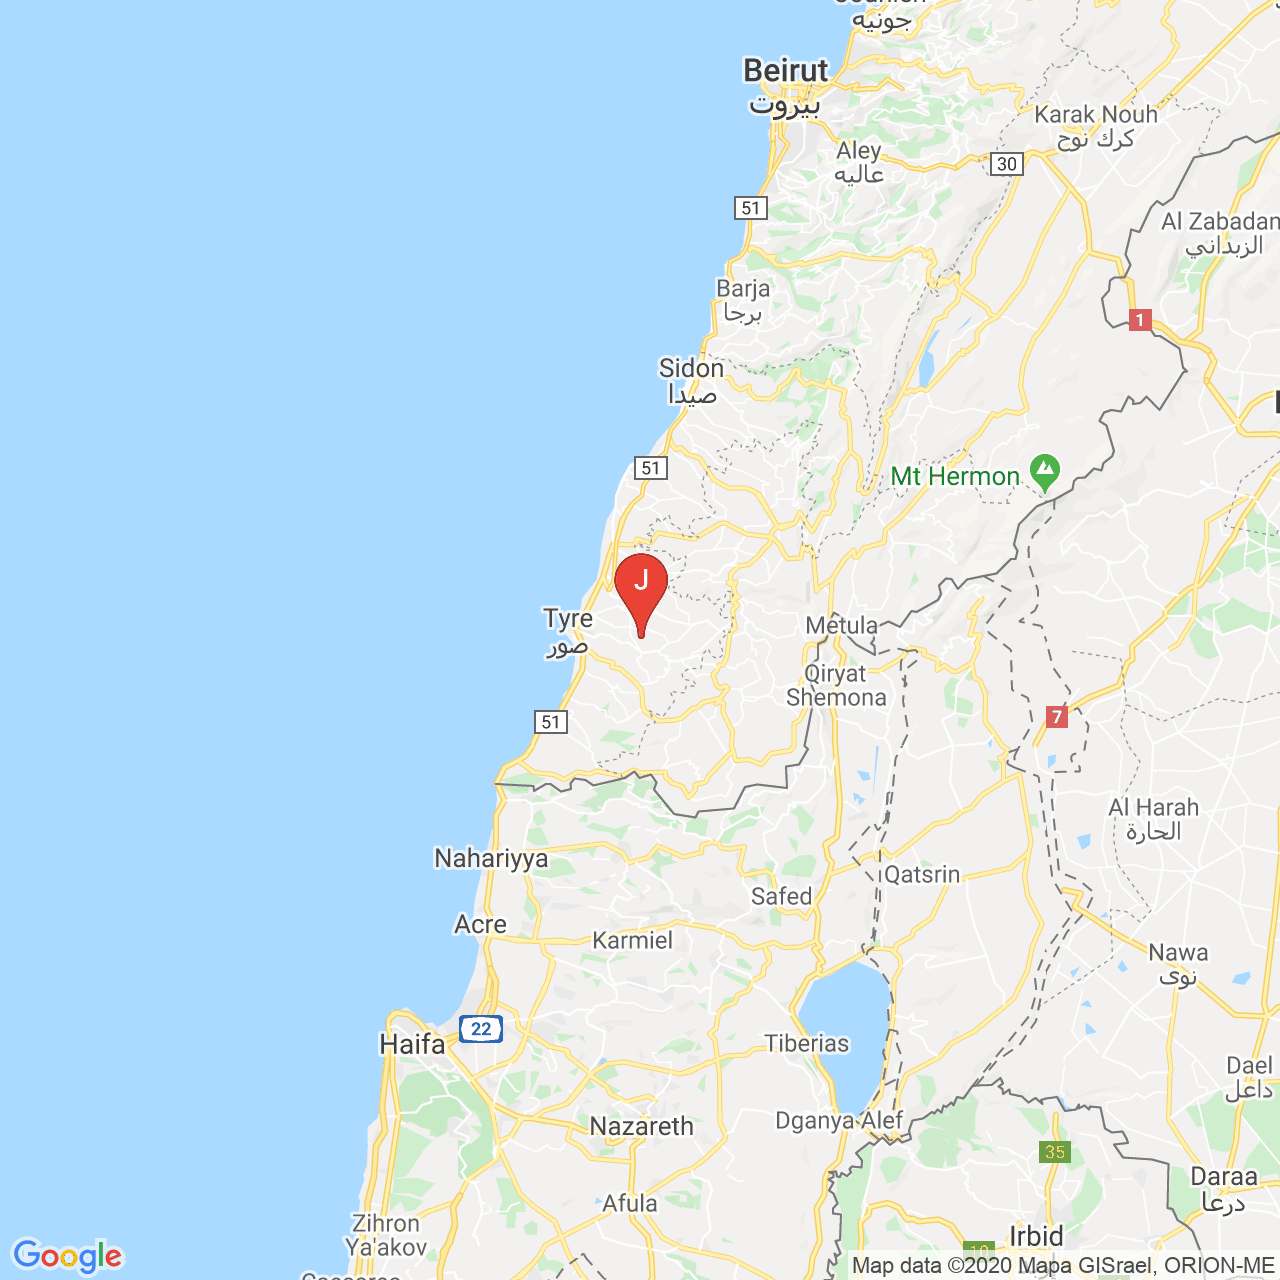 جونيه
Beirut
بيروت
Karak Nouh
كرك نوح
Aley
عاليه
30
51
Al Zabadan
الزبداني
Barja
برجا
1
Sidon
صيدا
51
Mt Hermon
J
Tyre
صور
Metula
Qiryat
Shemona
51
7
Al Harah
الحارة
Nahariyya
Qatsrin
Safed
Acre
Karmiel
Nawa
نوى
22
Haifa
Tiberias
Dael
داعل
Dganya Alef
Nazareth
35
Daraa
درعا
Afula
Zihron
Ya'akov
Irbid
Google
Map data ©2020 Mapa GISrael, ORION-ME